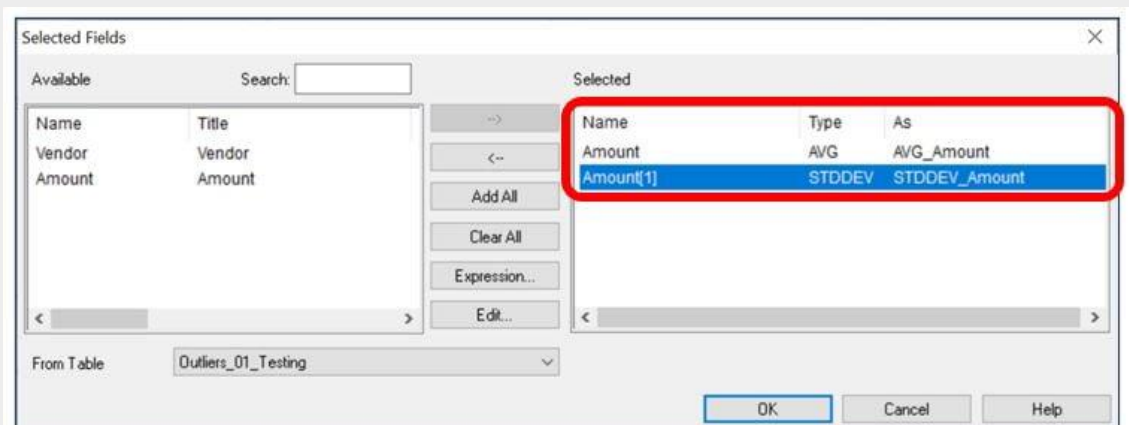 Selected Fields
Available Search: Selected
Name Title --> Name Type As
Vendor Vendor <-- Amount AVG AVG_Amount
Amount Amount Amount[1] STDDEV STDDEV_Amount
Add All
Clear All
Expression...
Edit...
From Table Outliers_01_Testing
OK Cancel Help